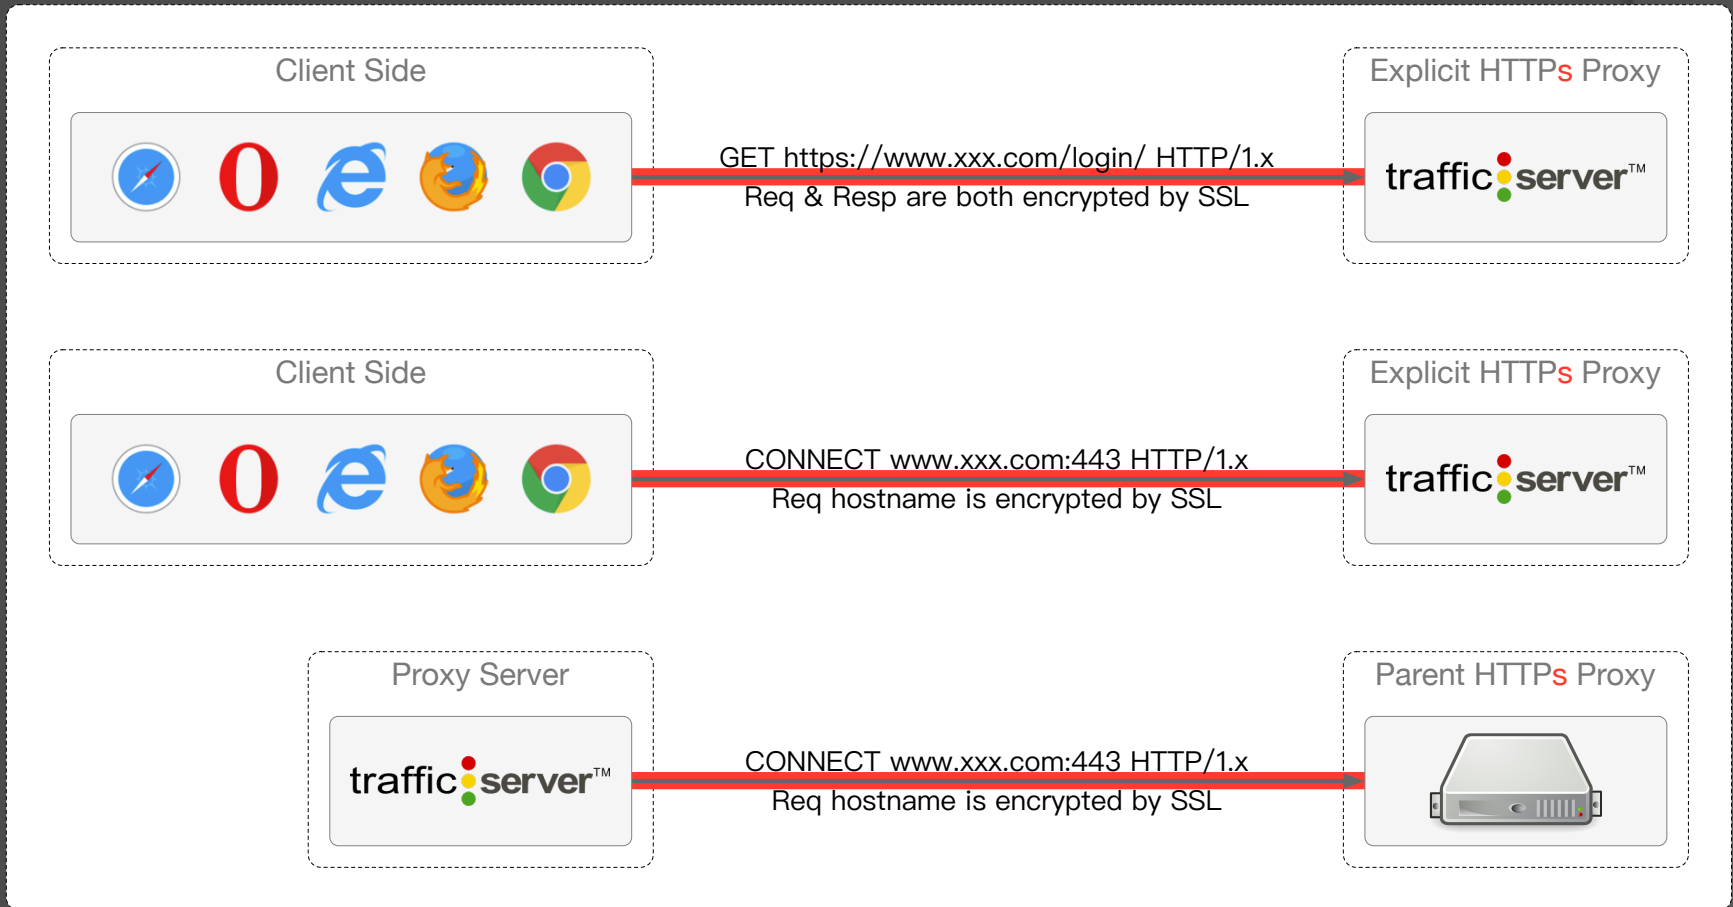 Client Side
Explicit HTTPs Proxy
GET https://www.xxx.com/login/ HTTP/1.x
Req & Resp are both encrypted by SSL
traffic server™
Client Side
Explicit HTTPs Proxy
CONNECT www.xxx.com:443 HTTP/1.x
Req hostname is encrypted by SSL
traffic server™
Proxy Server
Parent HTTPs Proxy
traffic server™
CONNECT www.xxx.com:443 HTTP/1.x
Req hostname is encrypted by SSL